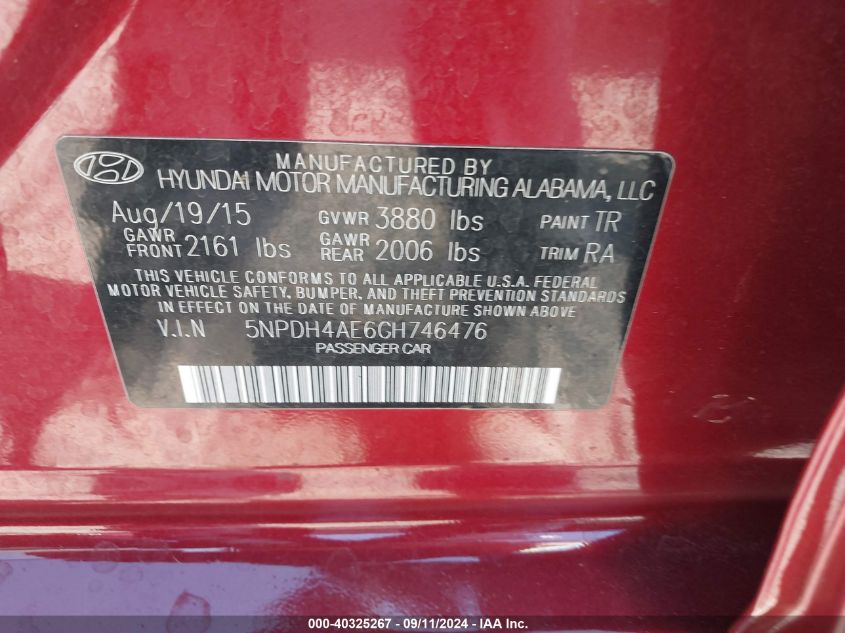 MANUFACTURED BY
HYUNDAI MOTOR MANUFACTURING ALABAMA, LLC
Aug/19/15 GVWR 3880 lbs PAINT TR
GAWR FRONT 2161 lbs GAWR REAR 2006 lbs TRIM RA
THIS VEHICLE CONFORMS TO ALL APPLICABLE U.S.A. FEDERAL
MOTOR VEHICLE SAFETY, BUMPER, AND THEFT PREVENTION STANDARDS
IN EFFECT ON THE DATE OF MANUFACTURE SHOWN ABOVE.
V.I.N 5NPDH4AE6GH746476
PASSENGER CAR
000-40325267 - 09/11/2024 - IAA Inc.